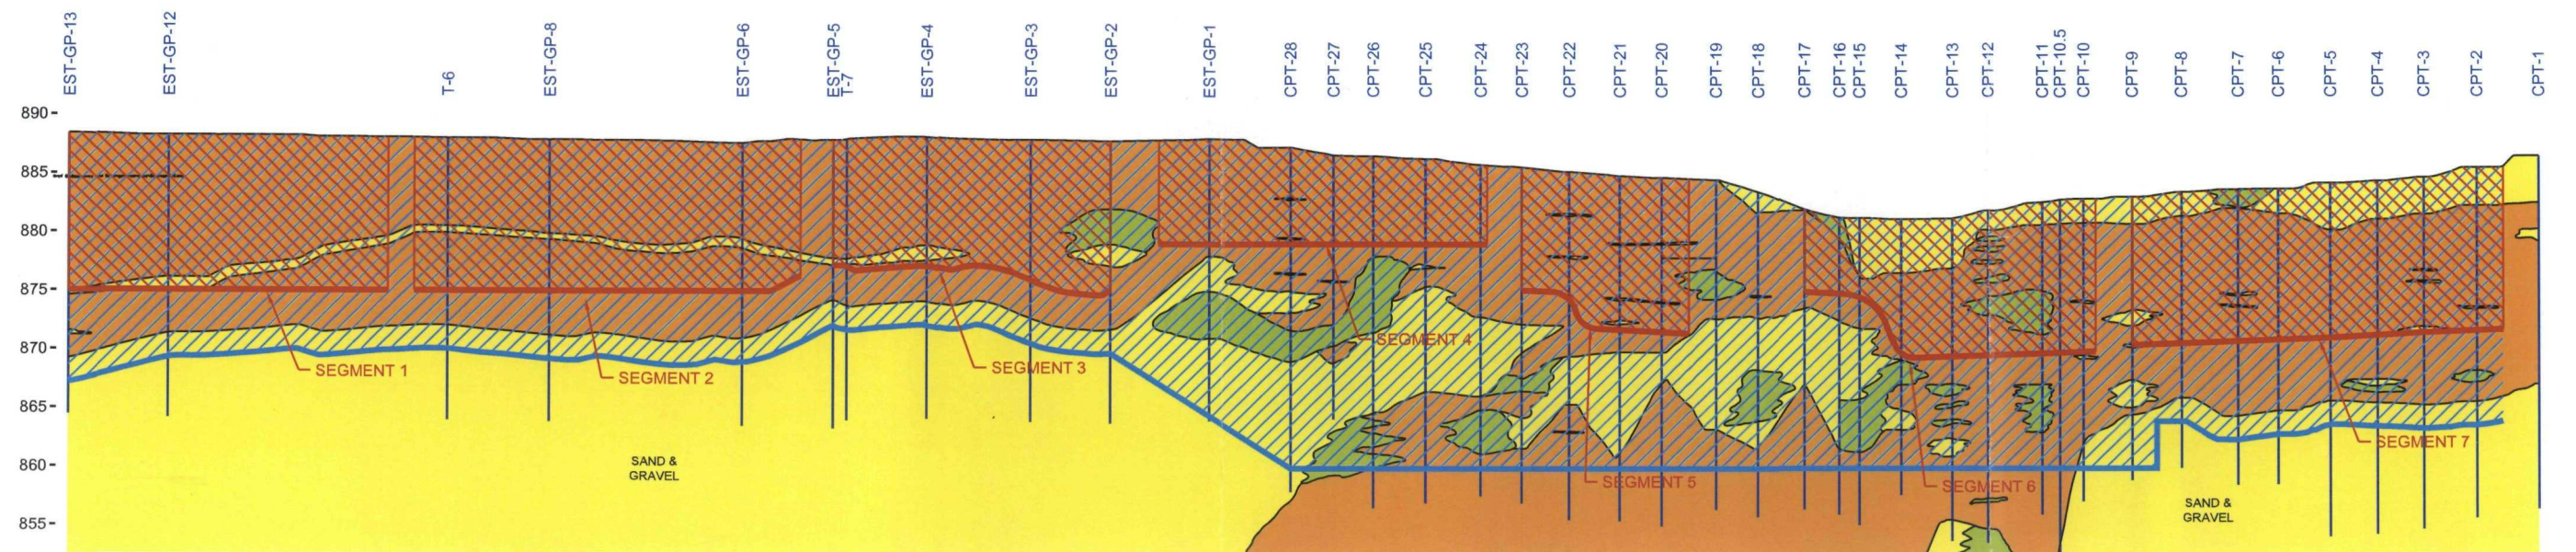 EST-GP-13
EST-GP-12
T-6
EST-GP-8
EST-GP-6
EST-GP-5
T-7
EST-GP-4
EST-GP-3
EST-GP-2
EST-GP-1
CPT-28
CPT-27
CPT-26
CPT-25
CPT-24
CPT-23
CPT-22
CPT-21
CPT-20
CPT-19
CPT-18
CPT-17
CPT-16
CPT-15
CPT-14
CPT-13
CPT-12
CPT-11
CPT-10.5
CPT-10
CPT-9
CPT-8
CPT-7
CPT-6
CPT-5
CPT-4
CPT-3
CPT-2
CPT-1
890-
885-
880-
875-
870-
865-
860-
855-
SEGMENT 1
SEGMENT 2
SEGMENT 3
SEGMENT 4
SEGMENT 5
SEGMENT 6
SEGMENT 7
SAND &
GRAVEL
SAND &
GRAVEL